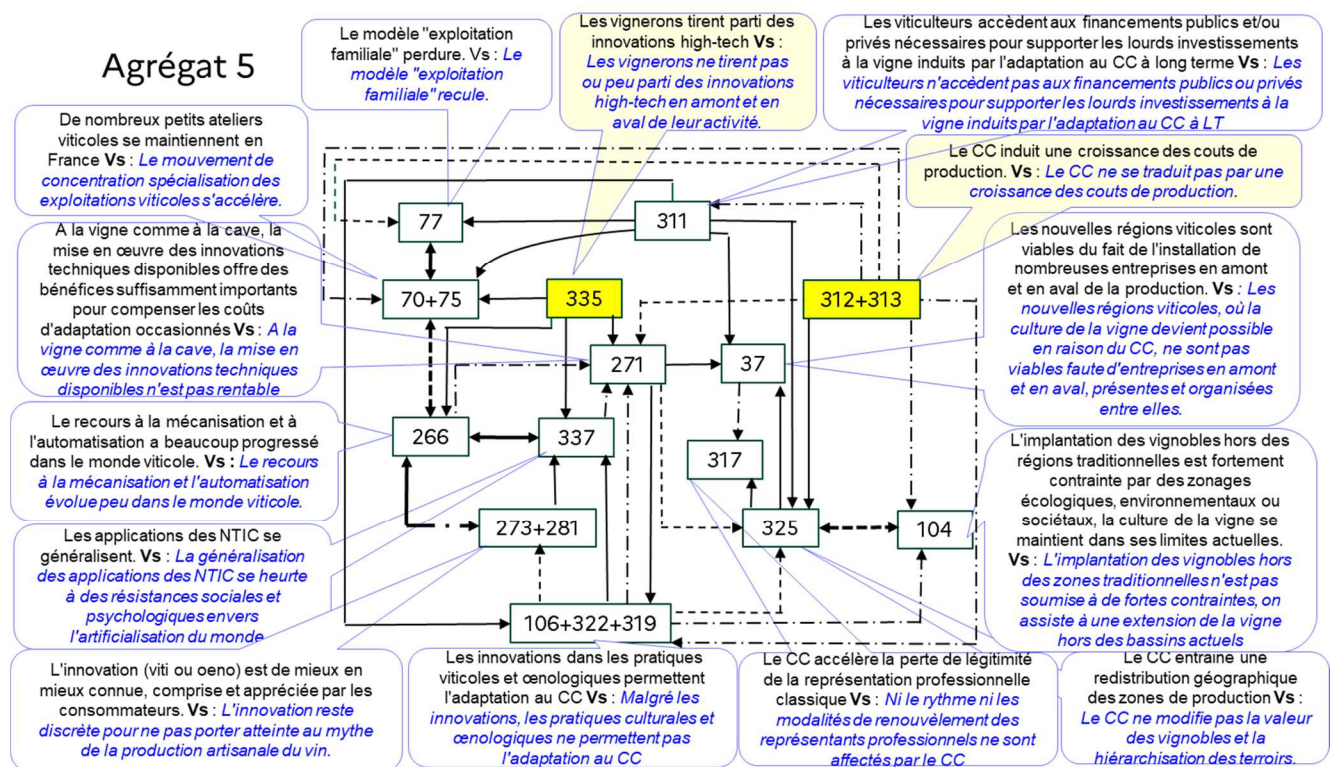 Agrégat 5
Le modèle "exploitation
familiale" perdure. Vs : Le
modèle "exploitation
familiale" recule.
Les vignerons tirent parti des
innovations high-tech Vs :
Les vignerons ne tirent pas
ou peu parti des innovations
high-tech en amont et en
aval de leur activité.
Les viticulteurs accèdent aux financements publics et/ou
privés nécessaires pour supporter les lourds investissements
à la vigne induits par l'adaptation au CC à long terme Vs : Les
viticulteurs n'accèdent pas aux financements publics ou privés
nécessaires pour supporter les lourds investissements à la
vigne induits par l'adaptation au CC à LT
De nombreux petits ateliers
viticoles se maintiennent en
France Vs : Le mouvement de
concentration spécialisation des
exploitations viticoles s'accélère.
Le CC induit une croissance des couts de
production. Vs : Le CC ne se traduit pas par une
croissance des couts de production.
A la vigne comme à la cave, la
mise en œuvre des innovations
techniques disponibles offre des
bénéfices suffisamment importants
pour compenser les coûts
d'adaptation occasionnés Vs : A la
vigne comme à la cave, la mise en
œuvre des innovations techniques
disponibles n'est pas rentable
77
311
70+75
335
312+313
271
37
266
337
317
273+281
325
104
106+322+319
Les nouvelles régions viticoles sont
viables du fait de l'installation de
nombreuses entreprises en amont
et en aval de la production. Vs : Les
nouvelles régions viticoles, où la
culture de la vigne devient possible
en raison du CC, ne sont pas
viables faute d'entreprises en amont
et en aval, présentes et organisées
entre elles.
Le recours à la mécanisation et à
l'automatisation a beaucoup progressé
dans le monde viticole. Vs : Le recours
à la mécanisation et l'automatisation
évolue peu dans le monde viticole.
L'implantation des vignobles hors des
régions traditionnelles est fortement
contrainte par des zonages
écologiques, environnementaux ou
sociétaux, la culture de la vigne se
maintient dans ses limites actuelles.
Vs : L'implantation des vignobles hors
des zones traditionnelles n'est pas
soumise à de fortes contraintes, on
assiste à une extension de la vigne
hors des bassins actuels
Les applications des NTIC se
généralisent. Vs : La généralisation
des applications des NTIC se heurte
à des résistances sociales et
psychologiques envers
l'artificialisation du monde
L'innovation (viti ou oeno) est de mieux en
mieux connue, comprise et appréciée par les
consommateurs. Vs : L'innovation reste
discrète pour ne pas porter atteinte au mythe
de la production artisanale du vin.
Les innovations dans les pratiques
viticoles et œnologiques permettent
l'adaptation au CC Vs : Malgré les
innovations, les pratiques culturales et
œnologiques ne permettent pas
l'adaptation au CC
Le CC accélère la perte de légitimité
de la représentation professionnelle
classique Vs : Ni le rythme ni les
modalités de renouvèlement des
représentants professionnels ne sont
affectés par le CC
Le CC entraine une
redistribution géographique
des zones de production Vs :
Le CC ne modifie pas la valeur
des vignobles et la
hiérarchisation des terroirs.